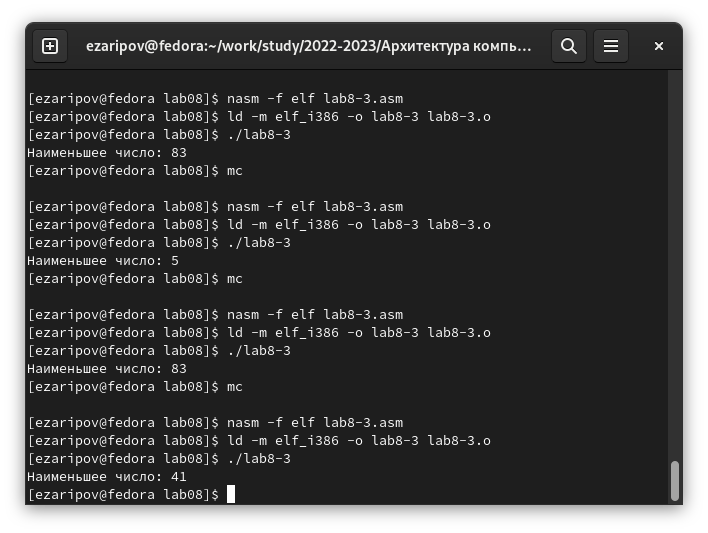 ezaripov@fedora:~/work/study/2022-2023/Архитектура компь...
[ezaripov@fedora lab08]$ nasm -f elf lab8-3.asm
[ezaripov@fedora lab08]$ ld -m elf_i386 -o lab8-3 lab8-3.o
[ezaripov@fedora lab08]$ ./lab8-3
Наименьшее число: 83
[ezaripov@fedora lab08]$ mc
[ezaripov@fedora lab08]$ nasm -f elf lab8-3.asm
[ezaripov@fedora lab08]$ ld -m elf_i386 -o lab8-3 lab8-3.o
[ezaripov@fedora lab08]$ ./lab8-3
Наименьшее число: 5
[ezaripov@fedora lab08]$ mc
[ezaripov@fedora lab08]$ nasm -f elf lab8-3.asm
[ezaripov@fedora lab08]$ ld -m elf_i386 -o lab8-3 lab8-3.o
[ezaripov@fedora lab08]$ ./lab8-3
Наименьшее число: 83
[ezaripov@fedora lab08]$ mc
[ezaripov@fedora lab08]$ nasm -f elf lab8-3.asm
[ezaripov@fedora lab08]$ ld -m elf_i386 -o lab8-3 lab8-3.o
[ezaripov@fedora lab08]$ ./lab8-3
Наименьшее число: 41
[ezaripov@fedora lab08]$